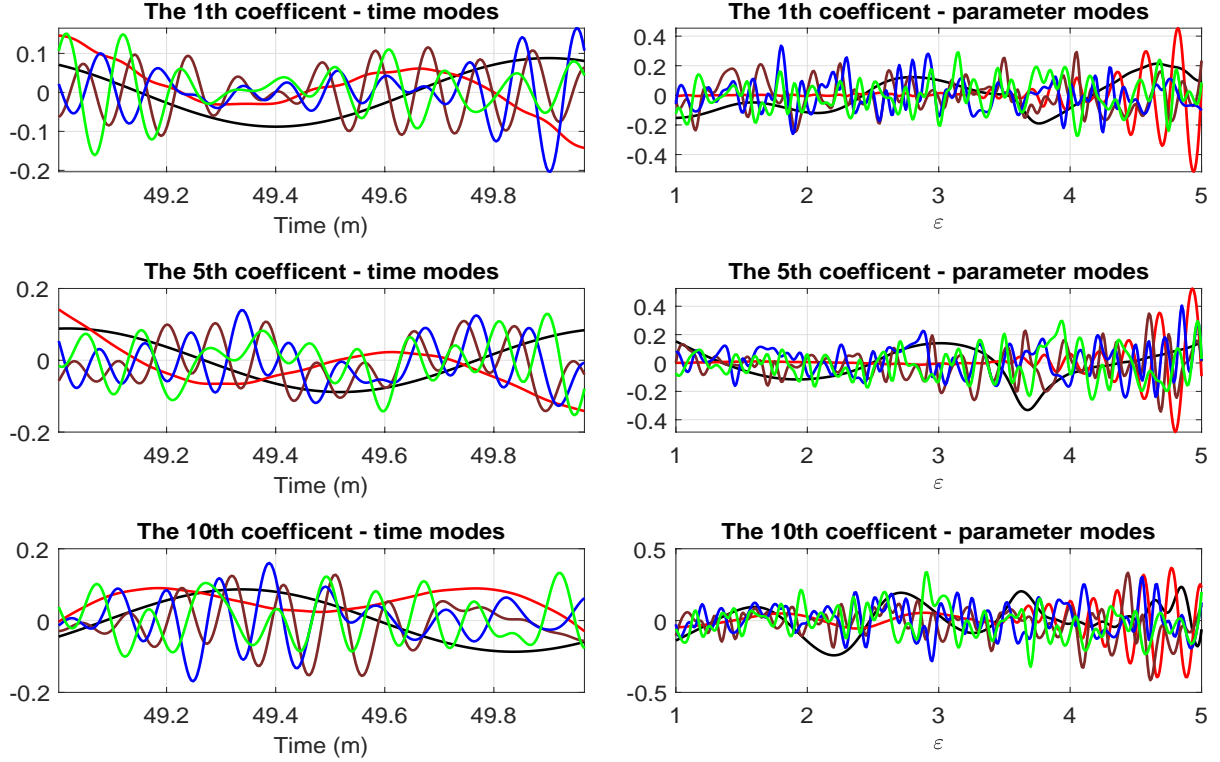 The 1th coefficent - time modes
0.1
0
-0.1
-0.2
49.2 49.4 49.6 49.8
Time (m)
The 1th coefficent - parameter modes
0.4
0.2
0
-0.2
-0.4
1 2 3 4 5
ε
The 5th coefficent - time modes
0.2
0
-0.2
49.2 49.4 49.6 49.8
Time (m)
The 5th coefficent - parameter modes
0.4
0.2
0
-0.2
-0.4
1 2 3 4 5
ε
The 10th coefficent - time modes
0.2
0
-0.2
49.2 49.4 49.6 49.8
Time (m)
The 10th coefficent - parameter modes
0.5
0
-0.5
1 2 3 4 5
ε